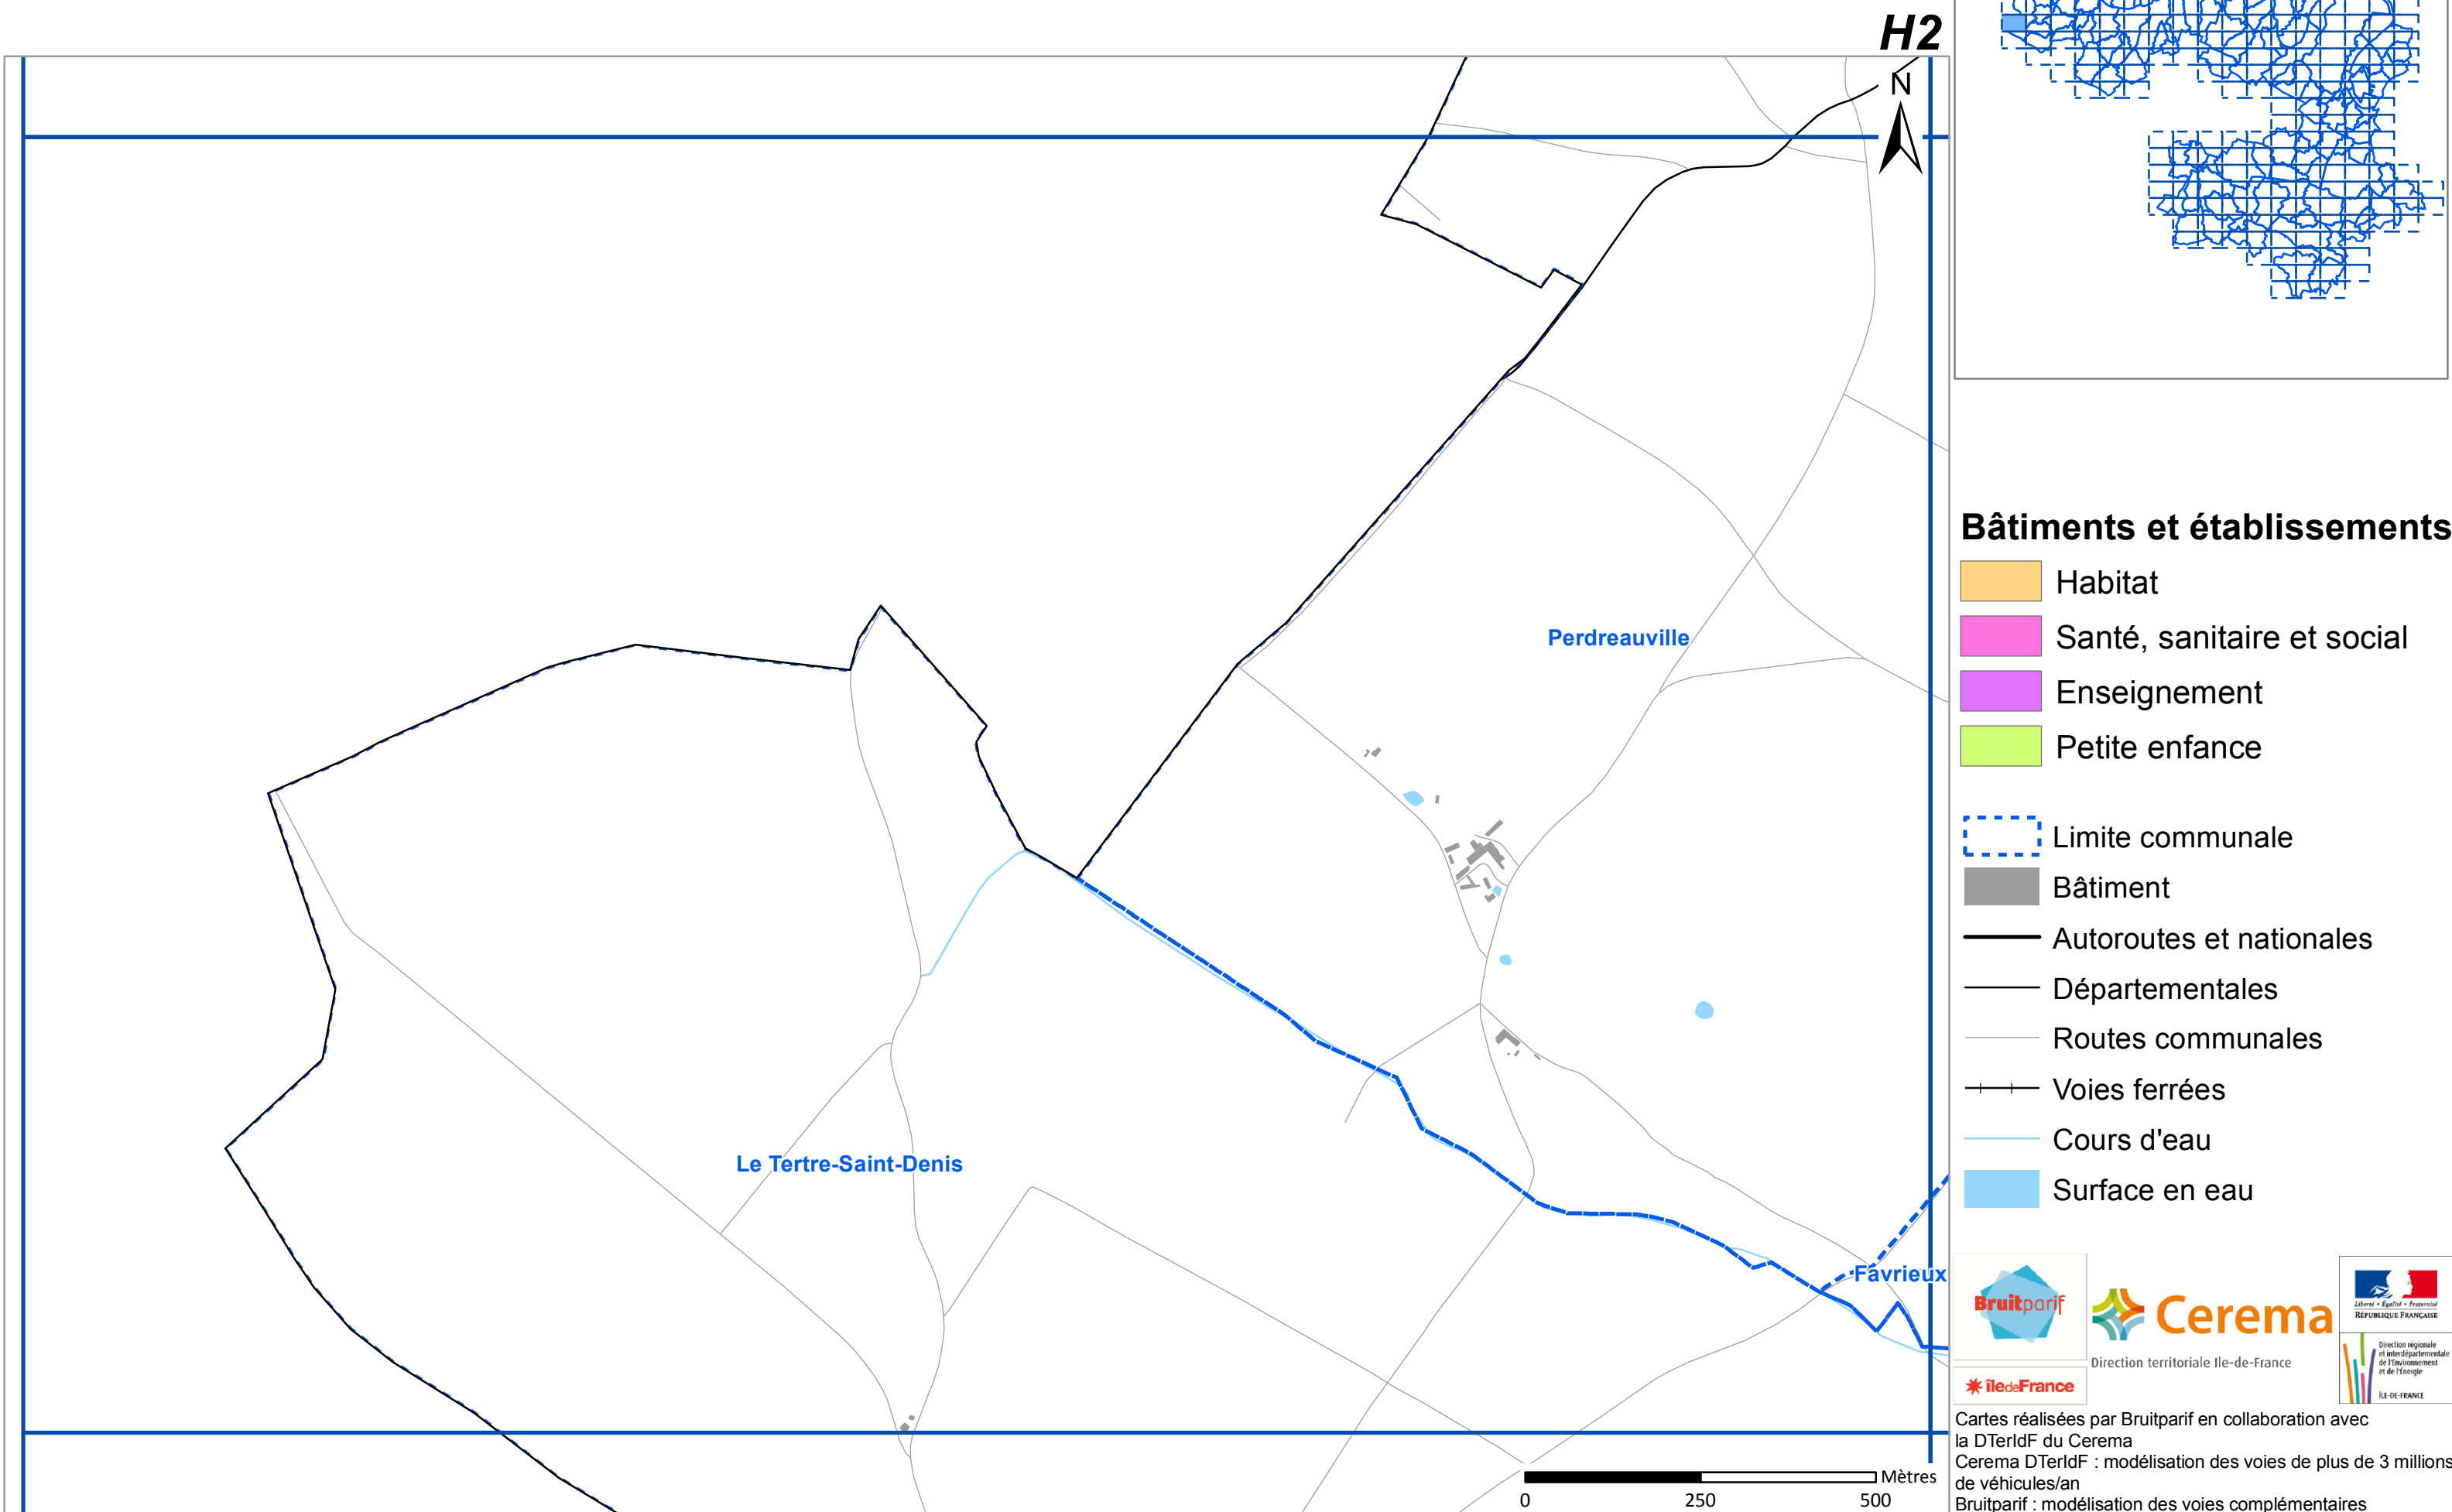 H2
N
Perdreauville
Le Tertre-Saint-Denis
Favrieux
Mètres
0 250 500
Bâtiments et établissements
Habitat
Santé, sanitaire et social
Enseignement
Petite enfance
Limite communale
Bâtiment
Autoroutes et nationales
Départementales
Routes communales
Voies ferrées
Cours d'eau
Surface en eau
Bruitparif
Cerema
Direction territoriale Ile-de-France
Liberté • Égalité • Fraternité
RÉPUBLIQUE FRANÇAISE
Direction régionale
et interdépartementale
de l'Environnement
et de l'Energie
ÎLE-DE-FRANCE
îledeFrance
Cartes réalisées par Bruitparif en collaboration avec
la DTerIdF du Cerema
Cerema DTerIdF : modélisation des voies de plus de 3 millions
de véhicules/an
Bruitparif : modélisation des voies complémentaires